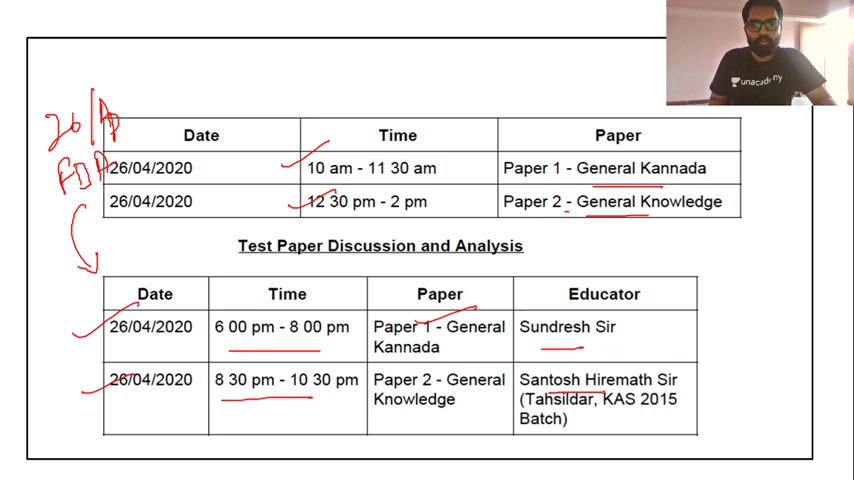 unacademy
26/Ap
FDA
Date Time Paper
26/04/2020 10 am - 11 30 am Paper 1 - General Kannada
26/04/2020 12 30 pm - 2 pm Paper 2 - General Knowledge
Test Paper Discussion and Analysis
Date Time Paper Educator
26/04/2020 6 00 pm - 8 00 pm Paper 1 - General Sundresh Sir
Kannada
26/04/2020 8 30 pm - 10 30 pm Paper 2 - General Santosh Hiremath Sir
Knowledge (Tahsildar, KAS 2015
Batch)